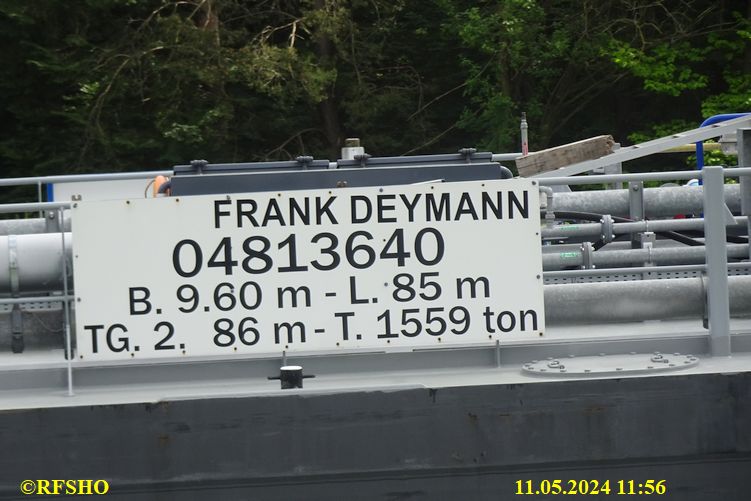 FRANK DEYMANN
04813640
B. 9.60 m - L. 85 m
TG. 2. 86 m - T. 1559 ton
©RFSHO
11.05.2024 11:56